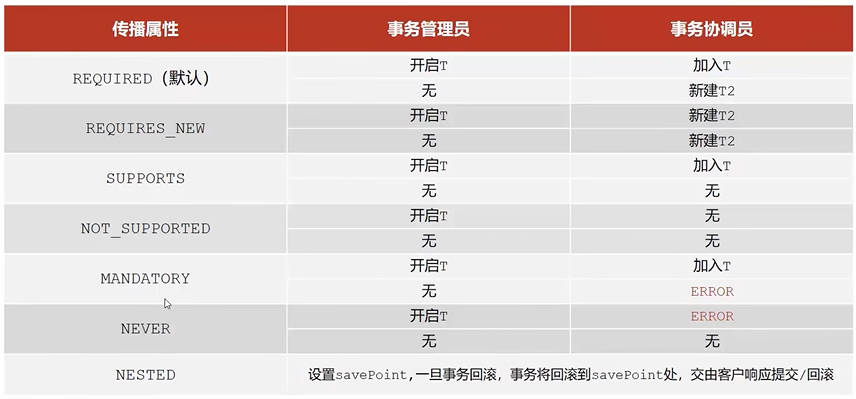 传播属性 事务管理员 事务协调员
REQUIRED（默认） 开启T 加入T
无 新建T2
REQUIRES_NEW 开启T 新建T2
无 新建T2
SUPPORTS 开启T 加入T
无 无
NOT_SUPPORTED 开启T 无
无 无
MANDATORY 开启T 加入T
无 ERROR
NEVER 开启T ERROR
无 无
NESTED 设置savePoint,一旦事务回滚，事务将回滚到savePoint处，交由客户响应提交/回滚